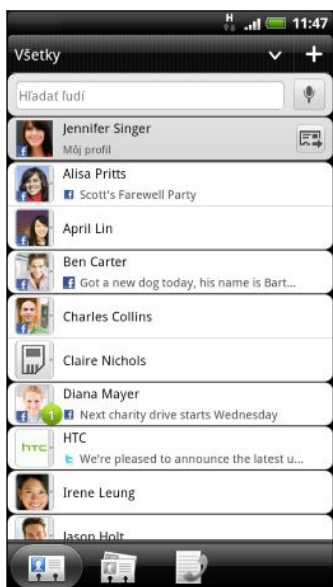 H
11:47
Všetky
Hľadať ľudí
Jennifer Singer
Môj profil
Alisa Pritts
Scott's Farewell Party
April Lin
Ben Carter
Got a new dog today, his name is Bart...
Charles Collins
Claire Nichols
Diana Mayer
1
Next charity drive starts Wednesday
HTC
hTC
We're pleased to announce the latest u...
Irene Leung
Jason Holt